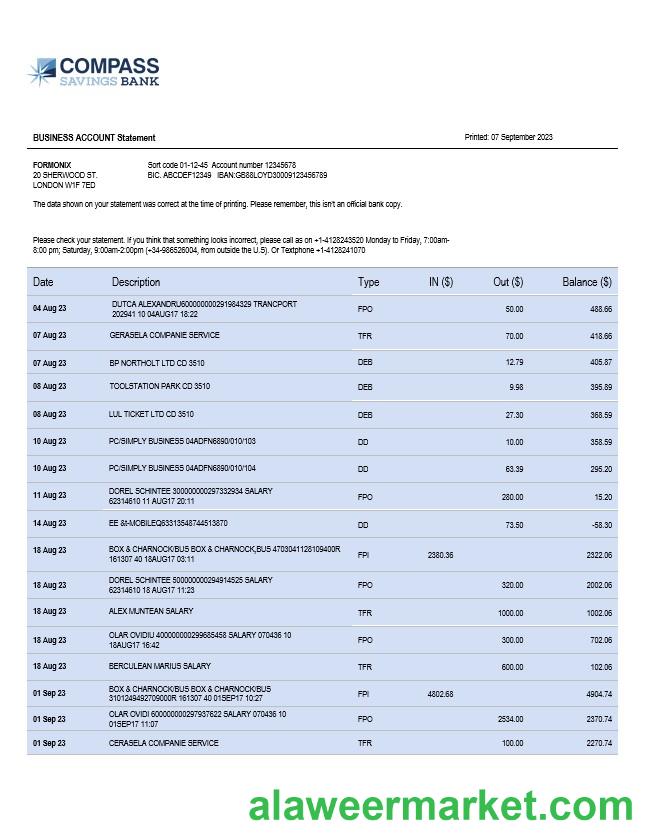 COMPASS
SAVINGS BANK
BUSINESS ACCOUNT Statement Printed: 07 September 2023
FORMONIX Sort code 01-12-45 Account number 12345678
20 SHERWOOD ST. BIC. ABCDEF12349 IBAN:GB88LOYD30009123456789
LONDON W1F 7ED
The data shown on your statement was correct at the time of printing. Please remember, this isn't an official bank copy.
Please check your statement. If you think that something looks incorrect, please call as on +1-4128243520 Monday to Friday, 7:00am-
8:00 pm; Saturday, 9:00am-2:00pm (+34-986526004, from outside the U.S). Or Textphone +1-4128241070
Date Description Type IN ($) Out ($) Balance ($)
04 Aug 23 DUTCA ALEXANDRU600000000291984329 TRANCPORT FPO 50.00 488.66
202941 10 04AUG17 18:22
07 Aug 23 GERASELA COMPANIE SERVICE TFR 70.00 418.66
07 Aug 23 BP NORTHOLT LTD CD 3510 DEB 12.79 405.87
08 Aug 23 TOOLSTATION PARK CD 3510 DEB 9.98 395.89
08 Aug 23 LUL TICKET LTD CD 3510 DEB 27.30 368.59
10 Aug 23 PC/SIMPLY BUSINESS 04ADFN6890/010/103 DD 10.00 358.59
10 Aug 23 PC/SIMPLY BUSINESS 04ADFN6890/010/104 DD 63.39 295.20
11 Aug 23 DOREL SCHINTEE 300000000297332934 SALARY FPO 280.00 15.20
62314610 11 AUG17 20:11
14 Aug 23 EE &t-MOBILEQ63313548744513870 DD 73.50 -58.30
18 Aug 23 BOX & CHARNOCK/BUS BOX & CHARNOCK,BUS 4703041128109400R FPI 2380.36 2322.06
161307 40 18AUG17 03:11
18 Aug 23 DOREL SCHINTEE 500000000294914525 SALARY FPO 320.00 2002.06
62314610 18 AUG17 11:23
18 Aug 23 ALEX MUNTEAN SALARY TFR 1000.00 1002.06
18 Aug 23 OLAR OVIDIU 400000000299685458 SALARY 070436 10 FPO 300.00 702.06
18AUG17 16:42
18 Aug 23 BERCULEAN MARIUS SALARY TFR 600.00 102.06
01 Sep 23 BOX & CHARNOCK/BUS BOX & CHARNOCK/BUS FPI 4802.68 4904.74
3101249492709000R 161307 40 01SEP17 10:27
01 Sep 23 OLAR OVIDI 600000000297937622 SALARY 070436 10 FPO 2534.00 2370.74
01SEP17 11:07
01 Sep 23 CERASELA COMPANIE SERVICE TFR 100.00 2270.74
alaweermarket.com